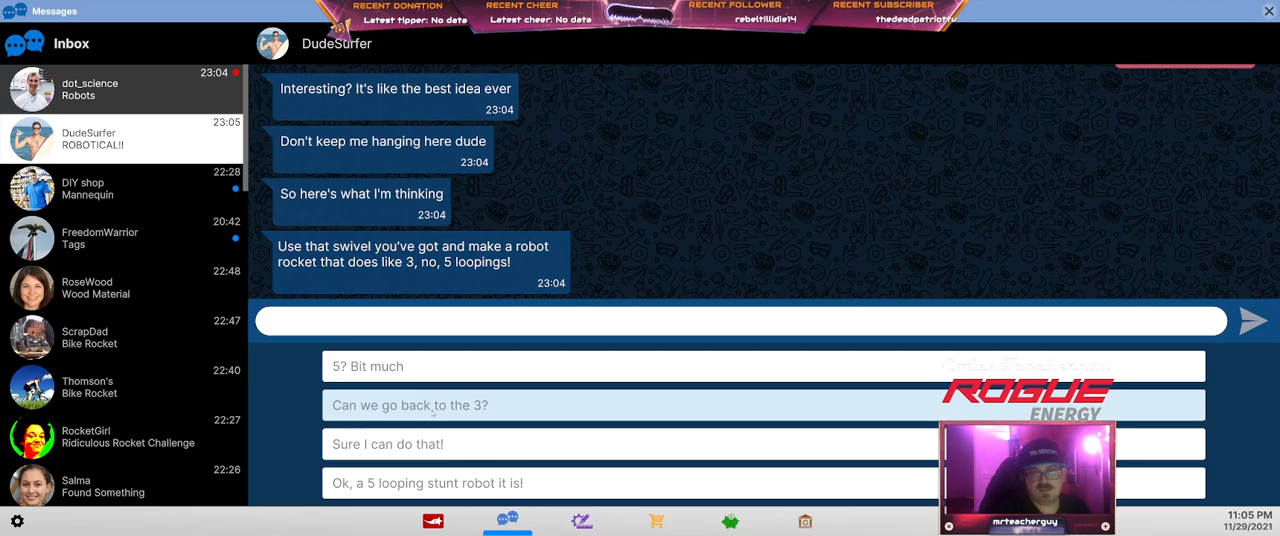 Messages
RECENT DONATION
Latest tipper: No data
RECENT CHEER
Latest cheer: No data
RECENT FOLLOWER
rebeltillidie14
RECENT SUBSCRIBER
thedeadpatriotty
Inbox
DudeSurfer
dot_science
Robots
23:04
DudeSurfer
ROBOTICAL!!
23:05
DIY shop
Mannequin
22:28
FreedomWarrior
Tags
20:42
RoseWood
Wood Material
22:48
ScrapDad
Bike Rocket
22:47
Thomson's
Bike Rocket
22:40
RocketGirl
Ridiculous Rocket Challenge
22:27
Salma
Found Something
22:26
Interesting? It's like the best idea ever
23:04
Don't keep me hanging here dude
23:04
So here's what I'm thinking
23:04
Use that swivel you've got and make a robot
rocket that does like 3, no, 5 loopings!
23:04
5? Bit much
Can we go back to the 3?
Sure I can do that!
Ok, a 5 looping stunt robot it is!
ROGUE
ENERGY
mrteacherguy
11:05 PM
11/29/2021